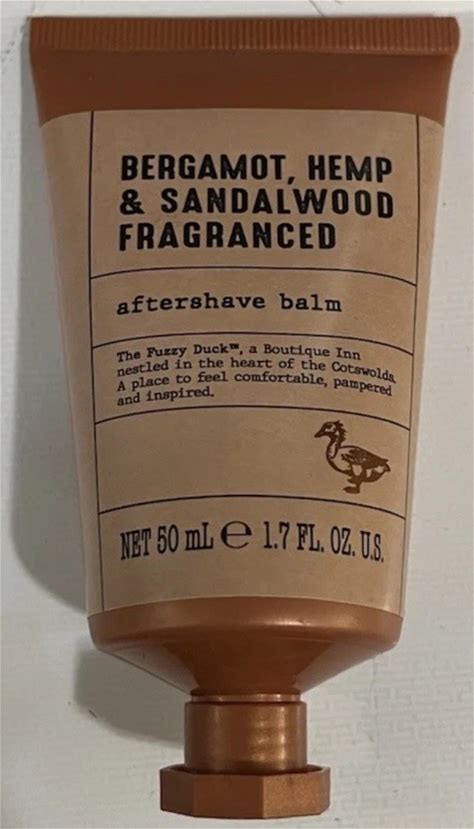 BERGAMOT, HEMP
& SANDALWOOD
FRAGRANCED
aftershave balm
The Fuzzy Duck™, a Boutique Inn
nestled in the heart of the Cotswolds.
A place to feel comfortable, pampered
and inspired.
NET 50 mL ℮ 1.7 FL. OZ. U.S.